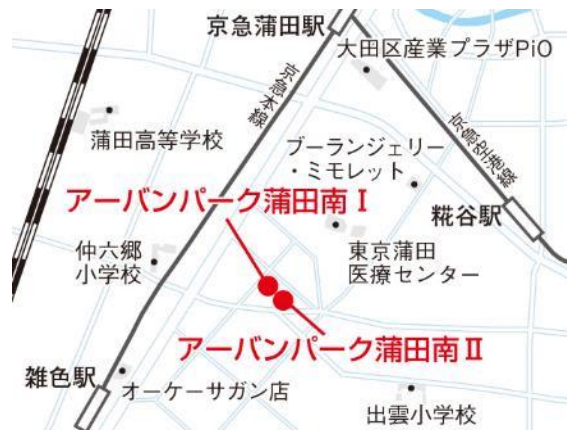 京急蒲田駅
大田区産業プラザPiO
京急本線
蒲田高等学校
ブーランジェリー
・ミモレット
京急空港線
アーバンパーク蒲田南Ⅰ
糀谷駅
仲六郷
小学校
東京蒲田
医療センター
アーバンパーク蒲田南Ⅱ
雑色駅
オーケーサガン店
出雲小学校